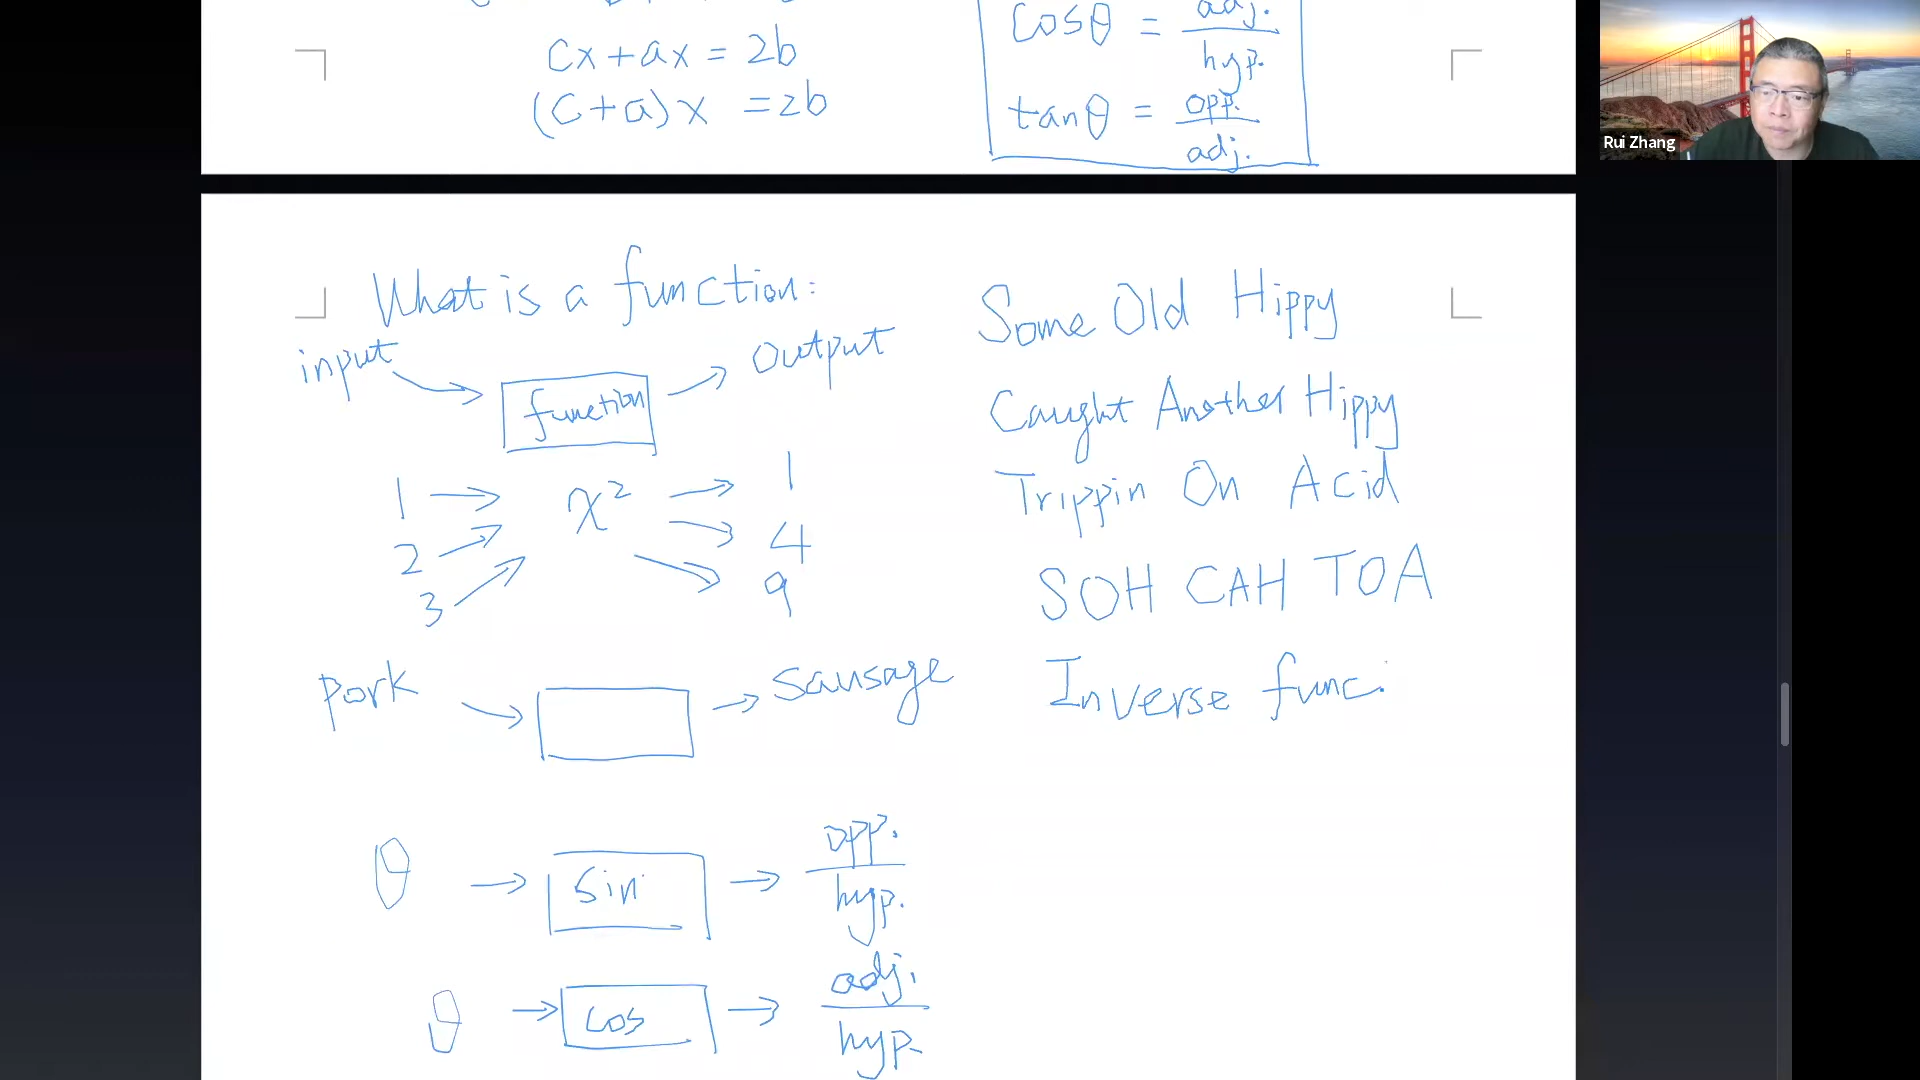 cx+ax = 2b
(c+a)x = 2b
cosθ = adj. / hyp.
tanθ = opp. / adj.
Rui Zhang
What is a function:
input
function
output
1 → x² → 1
2 → 4
3 → 9
pork → → sausage
θ → sin → opp. / hyp.
θ → cos → adj. / hyp.
Some Old Hippy
Caught Another Hippy
Trippin On Acid
SOH CAH TOA
Inverse func